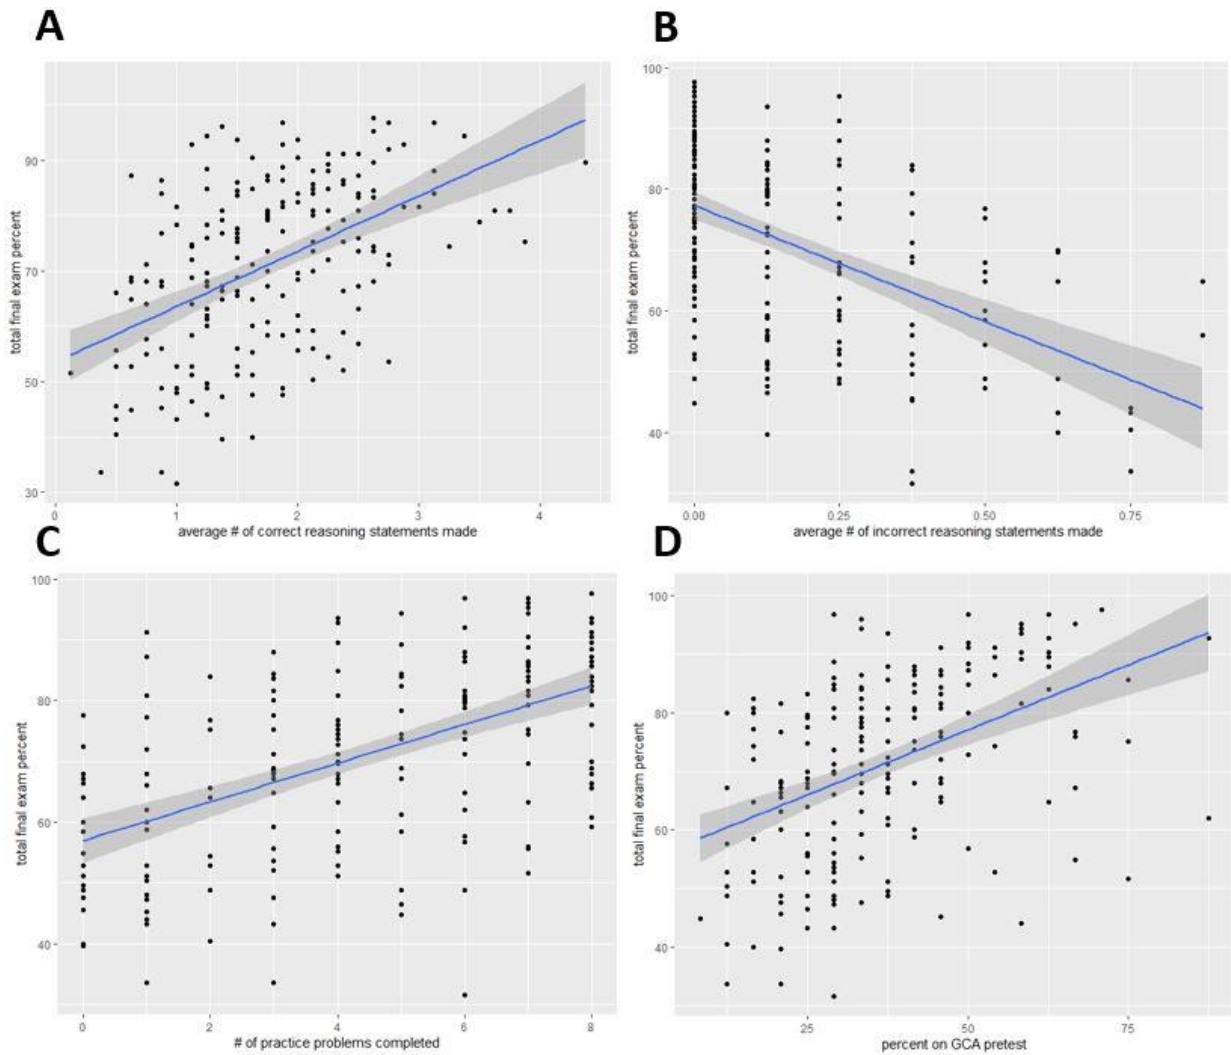 A
B
90
70
50
30
total final exam percent
0
1
2
3
4
average # of correct reasoning statements made
100
80
60
40
total final exam percent
0.00
0.25
0.50
0.75
average # of incorrect reasoning statements made
C
D
100
80
60
40
total final exam percent
0
2
4
6
8
# of practice problems completed
100
80
60
40
total final exam percent
25
50
75
percent on GCA pretest